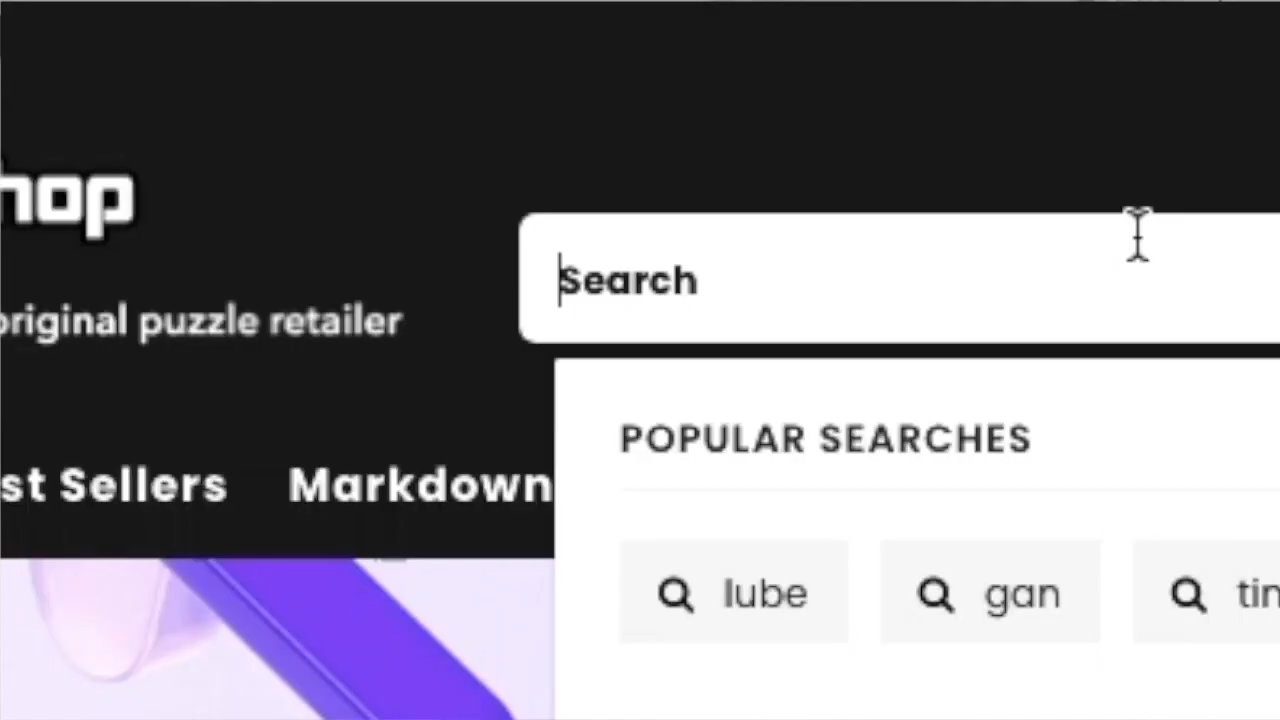 hop
original puzzle retailer
Search
POPULAR SEARCHES
st Sellers Markdown
lube gan tin